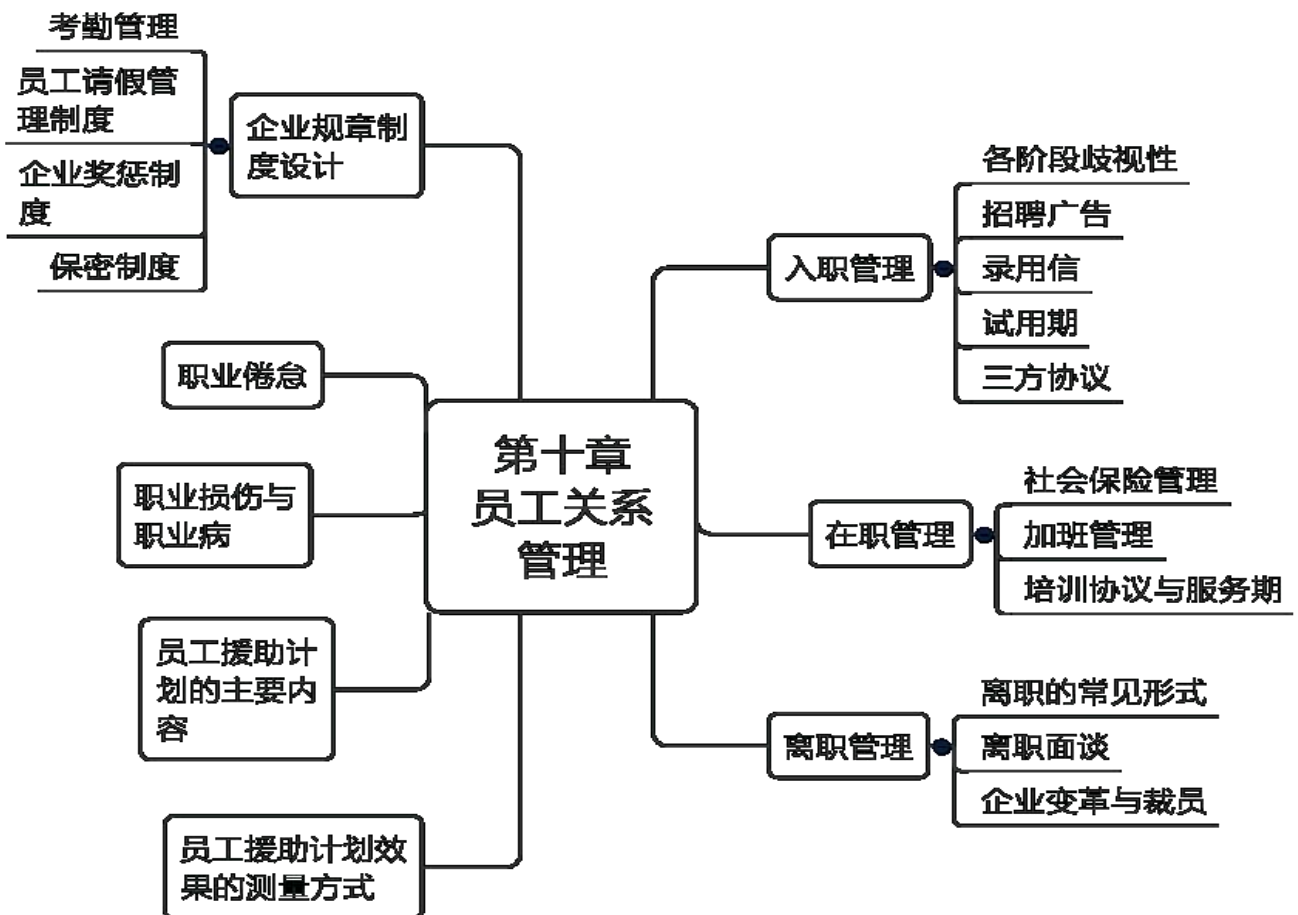 第十章
员工关系
管理
入职管理
各阶段歧视性
招聘广告
录用信
试用期
三方协议
在职管理
社会保险管理
加班管理
培训协议与服务期
离职管理
离职的常见形式
离职面谈
企业变革与裁员
企业规章制
度设计
考勤管理
员工请假管
理制度
企业奖惩制
度
保密制度
职业倦怠
职业损伤与
职业病
员工援助计
划的主要内
容
员工援助计划效
果的测量方式